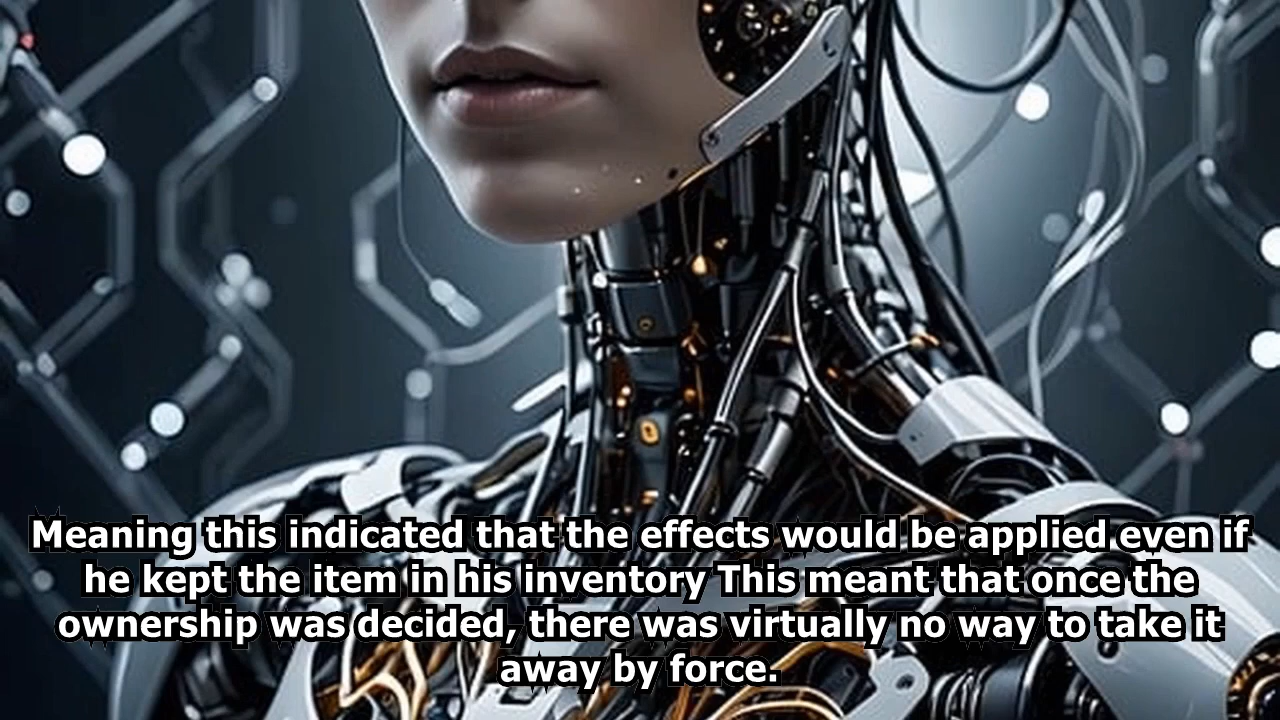 Meaning this indicated that the effects would be applied even if
he kept the item in his inventory This meant that once the
ownership was decided, there was virtually no way to take it
away by force.